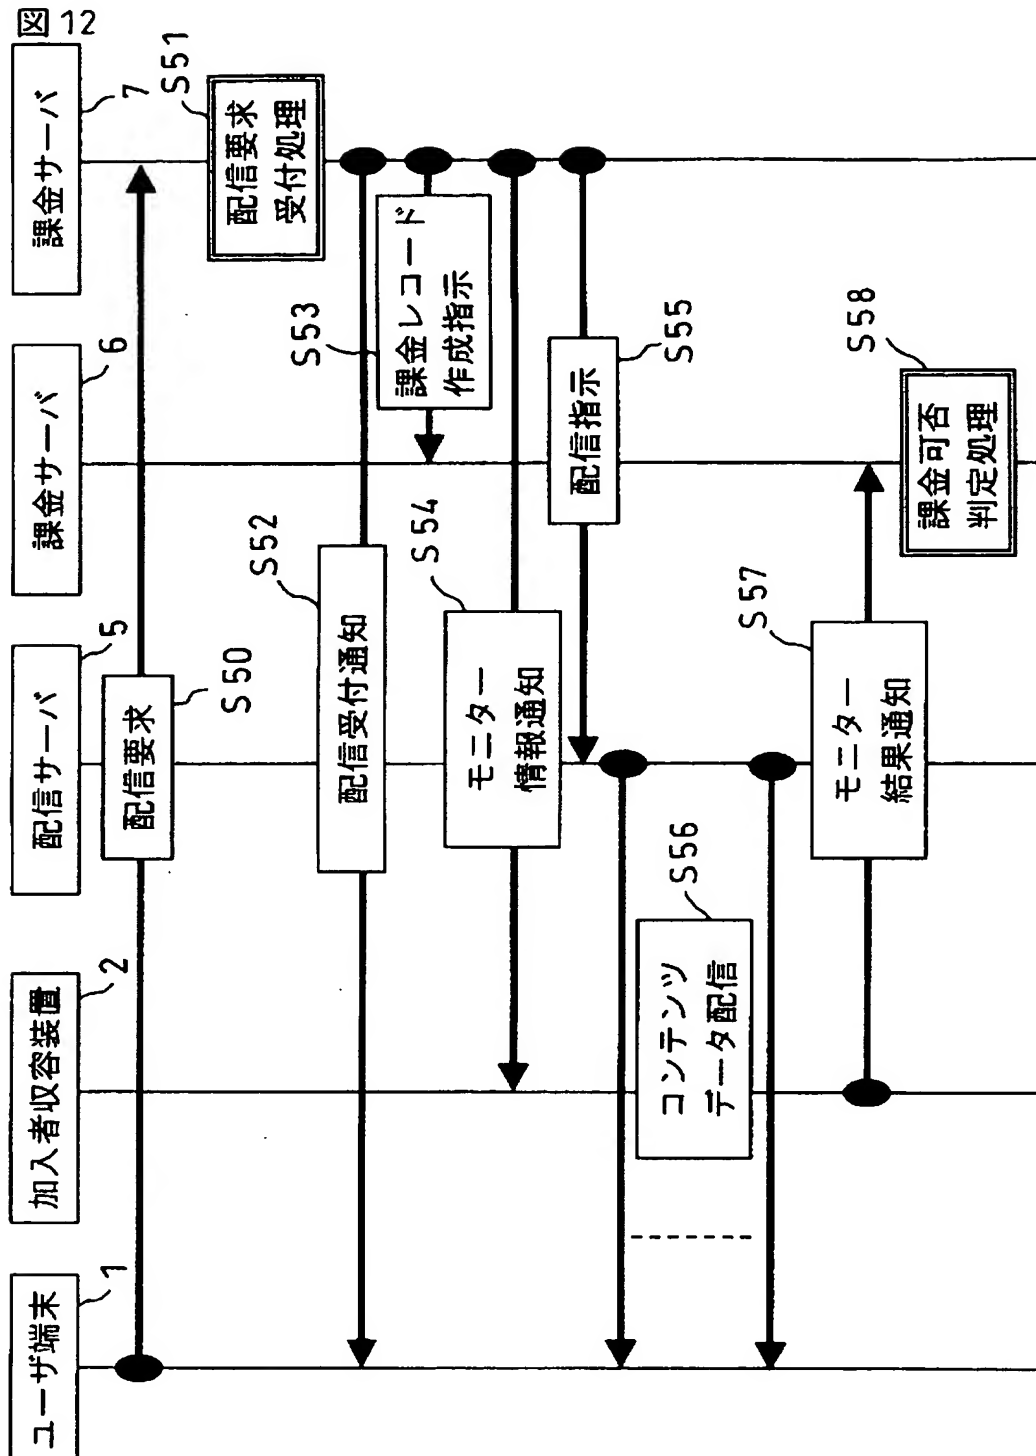 図12
ユーザ端末
1
加入者収容装置
2
配信サーバ
5
課金サーバ
6
課金サーバ
7
配信要求
S50
配信要求
受付処理
S51
配信受付通知
S52
課金レコード
作成指示
S53
モニター
情報通知
S54
配信指示
S55
コンテンツ
データ配信
S56
モニター
結果通知
S57
課金可否
判定処理
S58